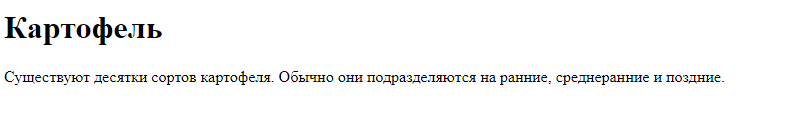 Картофель
Существуют десятки сортов картофеля. Обычно они подразделяются на ранние, среднеранние и поздние.